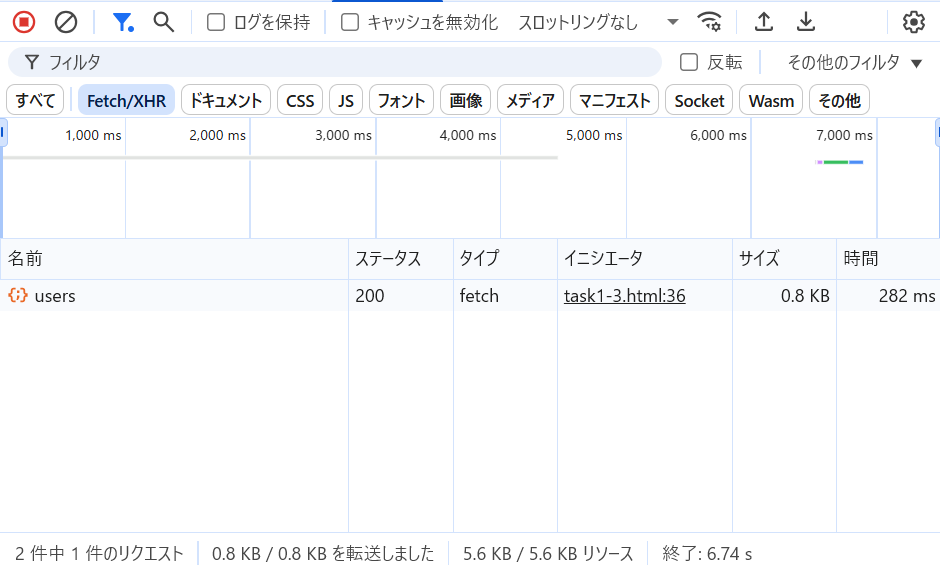 ログを保持 キャッシュを無効化 スロットリングなし
フィルタ 反転 その他のフィルタ
すべて Fetch/XHR ドキュメント CSS JS フォント 画像 メディア マニフェスト Socket Wasm その他
1,000 ms 2,000 ms 3,000 ms 4,000 ms 5,000 ms 6,000 ms 7,000 ms
名前 ステータス タイプ イニシエータ サイズ 時間
users 200 fetch task1-3.html:36 0.8 KB 282 ms
2 件中 1 件のリクエスト 0.8 KB / 0.8 KB を転送しました 5.6 KB / 5.6 KB リソース 終了: 6.74 s